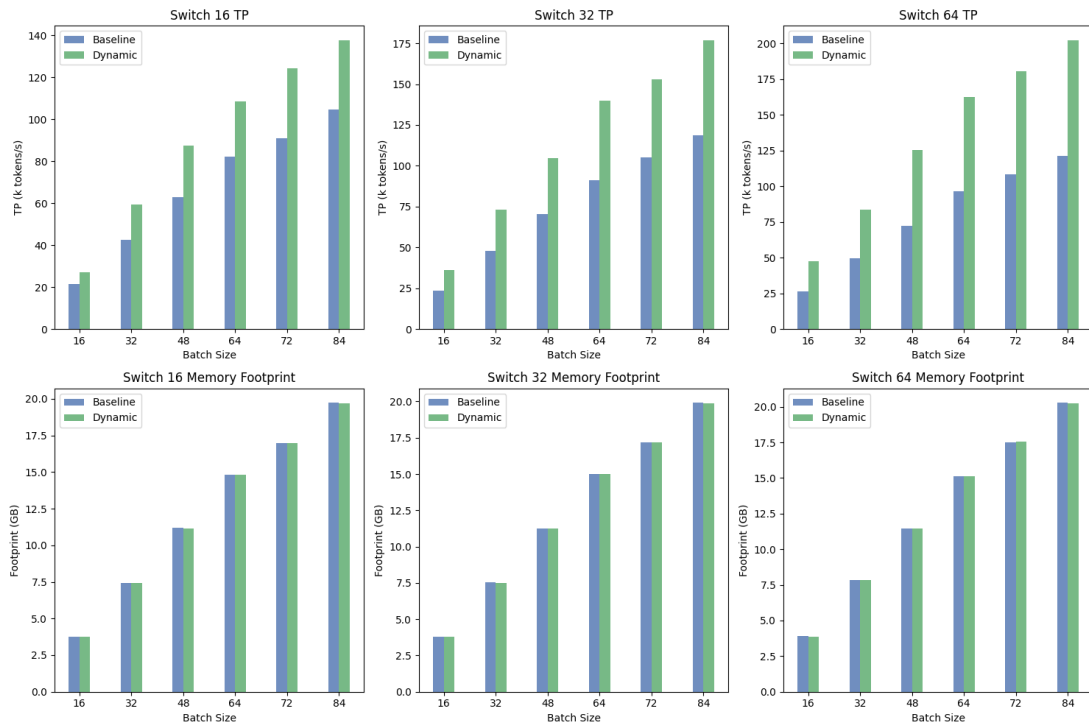 Switch 16 TP
TP (k tokens/s)
140
120
100
80
60
40
20
0
Baseline
Dynamic
16 32 48 64 72 84
Batch Size
Switch 32 TP
TP (k tokens/s)
175
150
125
100
75
50
25
0
Baseline
Dynamic
16 32 48 64 72 84
Batch Size
Switch 64 TP
TP (k tokens/s)
200
175
150
125
100
75
50
25
0
Baseline
Dynamic
16 32 48 64 72 84
Batch Size
Switch 16 Memory Footprint
Footprint (GB)
20.0
17.5
15.0
12.5
10.0
7.5
5.0
2.5
0.0
Baseline
Dynamic
16 32 48 64 72 84
Batch Size
Switch 32 Memory Footprint
Footprint (GB)
20.0
17.5
15.0
12.5
10.0
7.5
5.0
2.5
0.0
Baseline
Dynamic
16 32 48 64 72 84
Batch Size
Switch 64 Memory Footprint
Footprint (GB)
20.0
17.5
15.0
12.5
10.0
7.5
5.0
2.5
0.0
Baseline
Dynamic
16 32 48 64 72 84
Batch Size